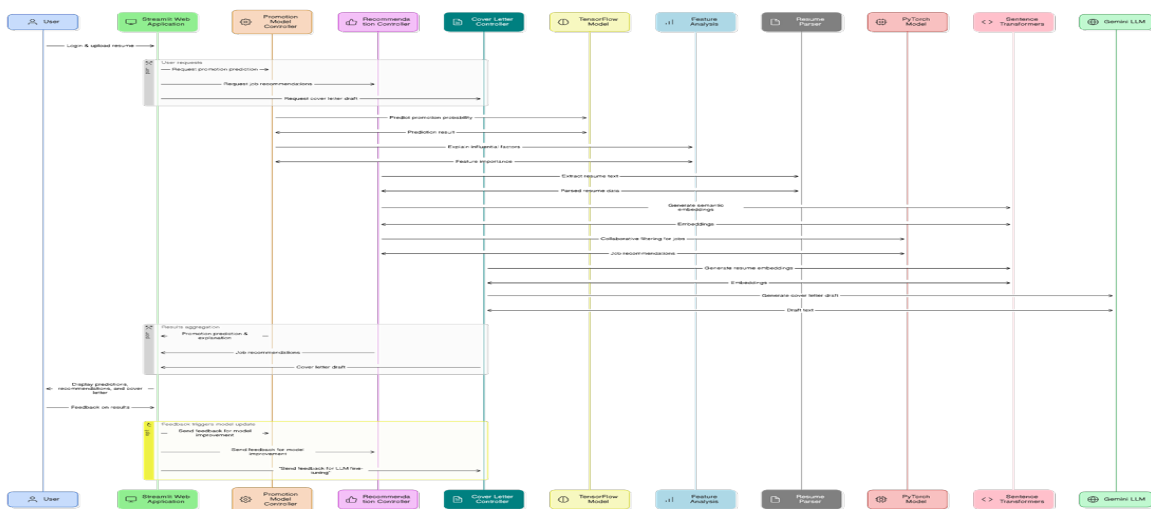 User
Streamlit Web
Application
Promotion
Model
Controller
Recommenda
tion Controller
Cover Letter
Controller
TensorFlow
Model
Feature
Analysis
Resume
Parser
PyTorch
Model
Sentence
Transformers
Gemini LLM
Login & upload resume
User requests
Request promotion prediction
Request job recommendations
Request cover letter draft
Predict promotion probability
Prediction result
Explain influential factors
Feature importance
Extract resume text
Parsed resume data
Generate semantic
embeddings
Embeddings
Collaborative filtering for jobs
Job recommendations
Generate resume embeddings
Embeddings
Generate cover letter draft
Draft text
Results aggregation
Promotion prediction &
explanation
Job recommendations
Cover letter draft
Display predictions,
recommendations, and cover
letter
Feedback on results
Feedback triggers model update
Send feedback for model
improvement
Send feedback for model
improvement
"Send feedback for LLM fine-
tuning"
User
Streamlit Web
Application
Promotion
Model
Controller
Recommenda
tion Controller
Cover Letter
Controller
TensorFlow
Model
Feature
Analysis
Resume
Parser
PyTorch
Model
Sentence
Transformers
Gemini LLM